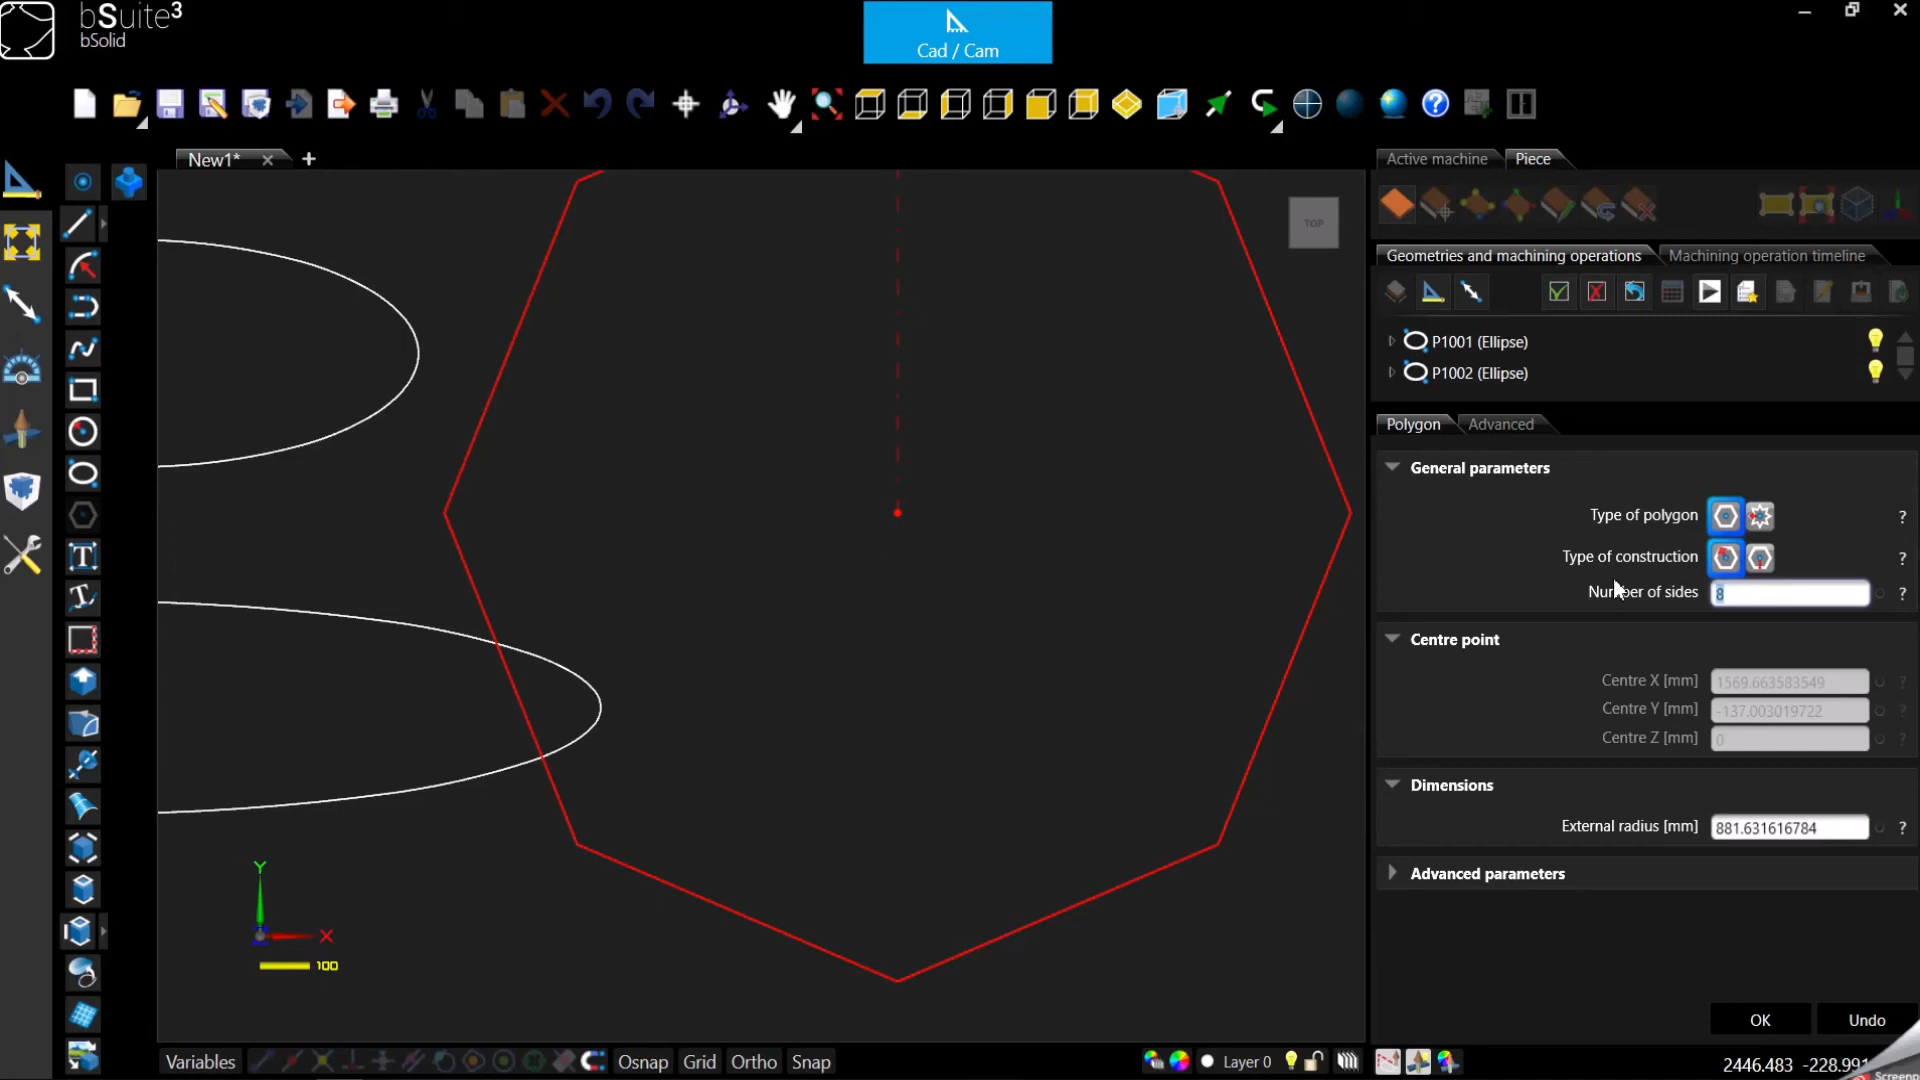 bSuite³
bSolid
Cad / Cam
New1*
TOP
Active machine
Piece
Geometries and machining operations
Machining operation timeline
P1001 (Ellipse)
P1002 (Ellipse)
Polygon
Advanced
General parameters
Type of polygon
?
Type of construction
?
Number of sides
8
?
Centre point
Centre X [mm]
1569.663583549
?
Centre Y [mm]
-137.003019722
?
Centre Z [mm]
0
?
Dimensions
External radius [mm]
881.631616784
?
Advanced parameters
OK
Undo
Y
X
100
Variables
Osnap
Grid
Ortho
Snap
Layer 0
2446.483